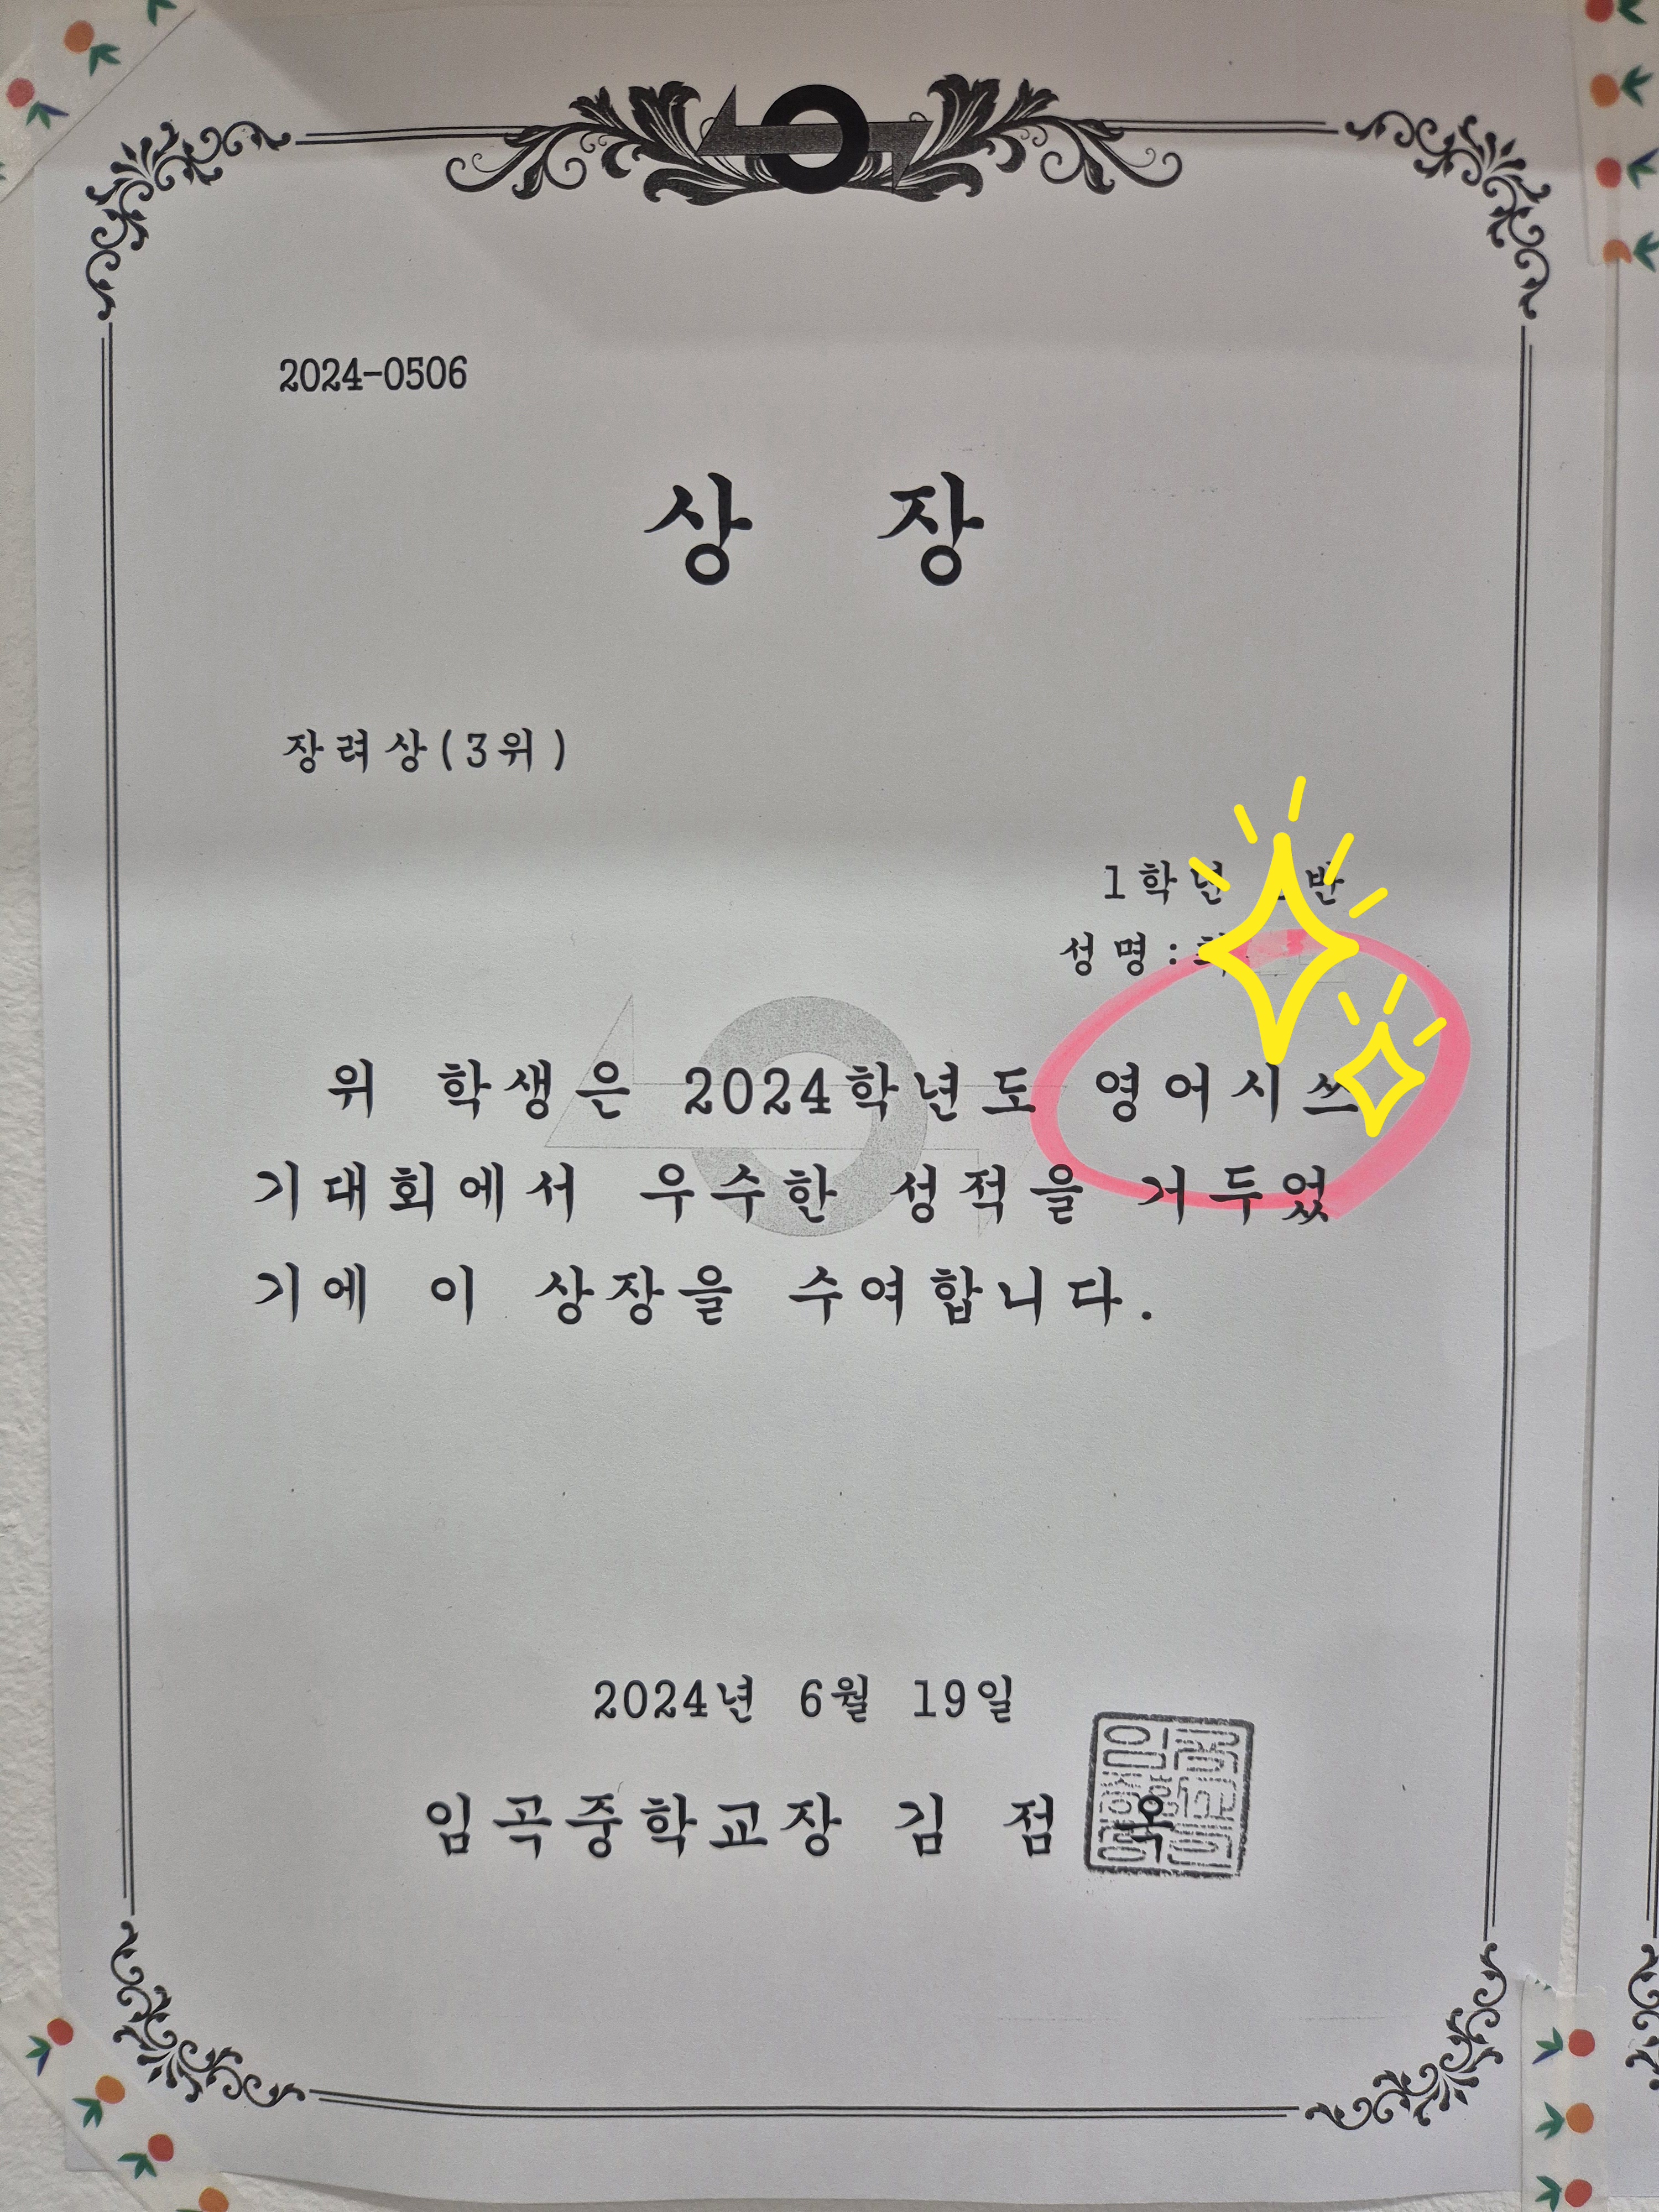 2024-0506
상 장
장려상(3위)
1학년 반
성명:
위 학생은 2024학년도 영어시쓰
기대회에서 우수한 성적을 거두었
기에 이 상장을 수여합니다.
2024년 6월 19일
임곡중학교장 김 점 옥